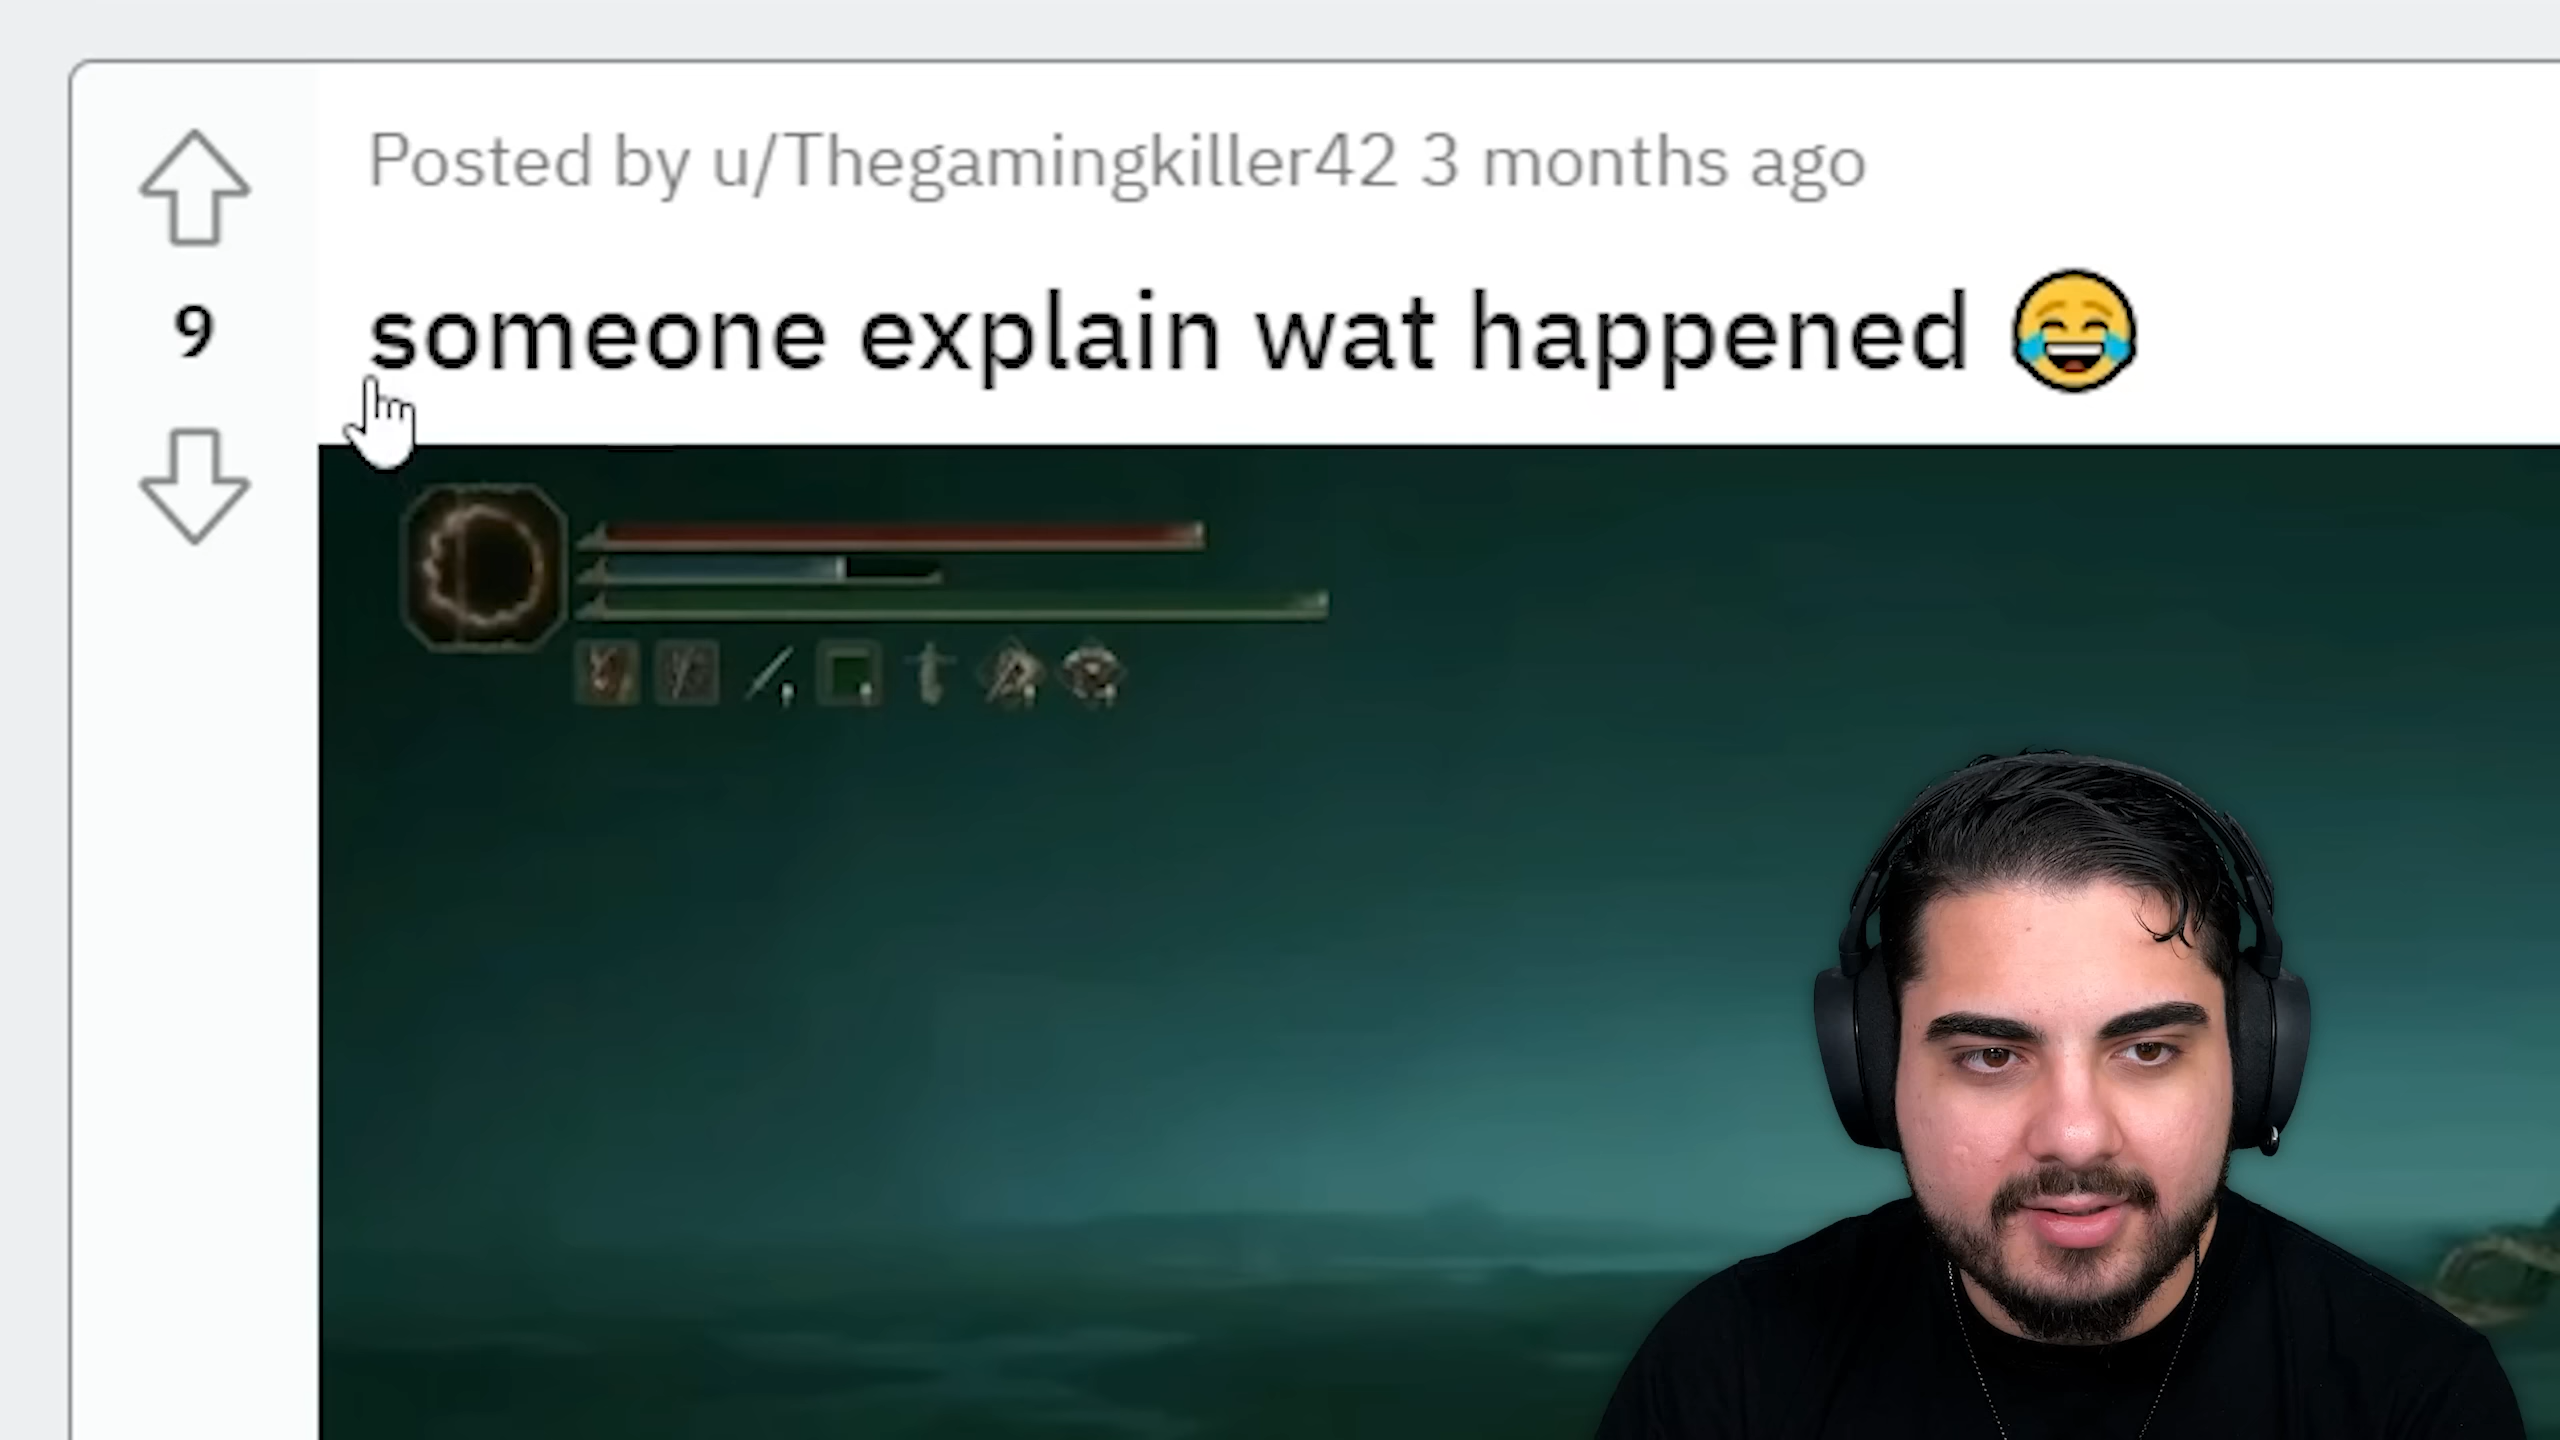 Posted by u/Thegamingkiller42 3 months ago
9
someone explain wat happened 😂